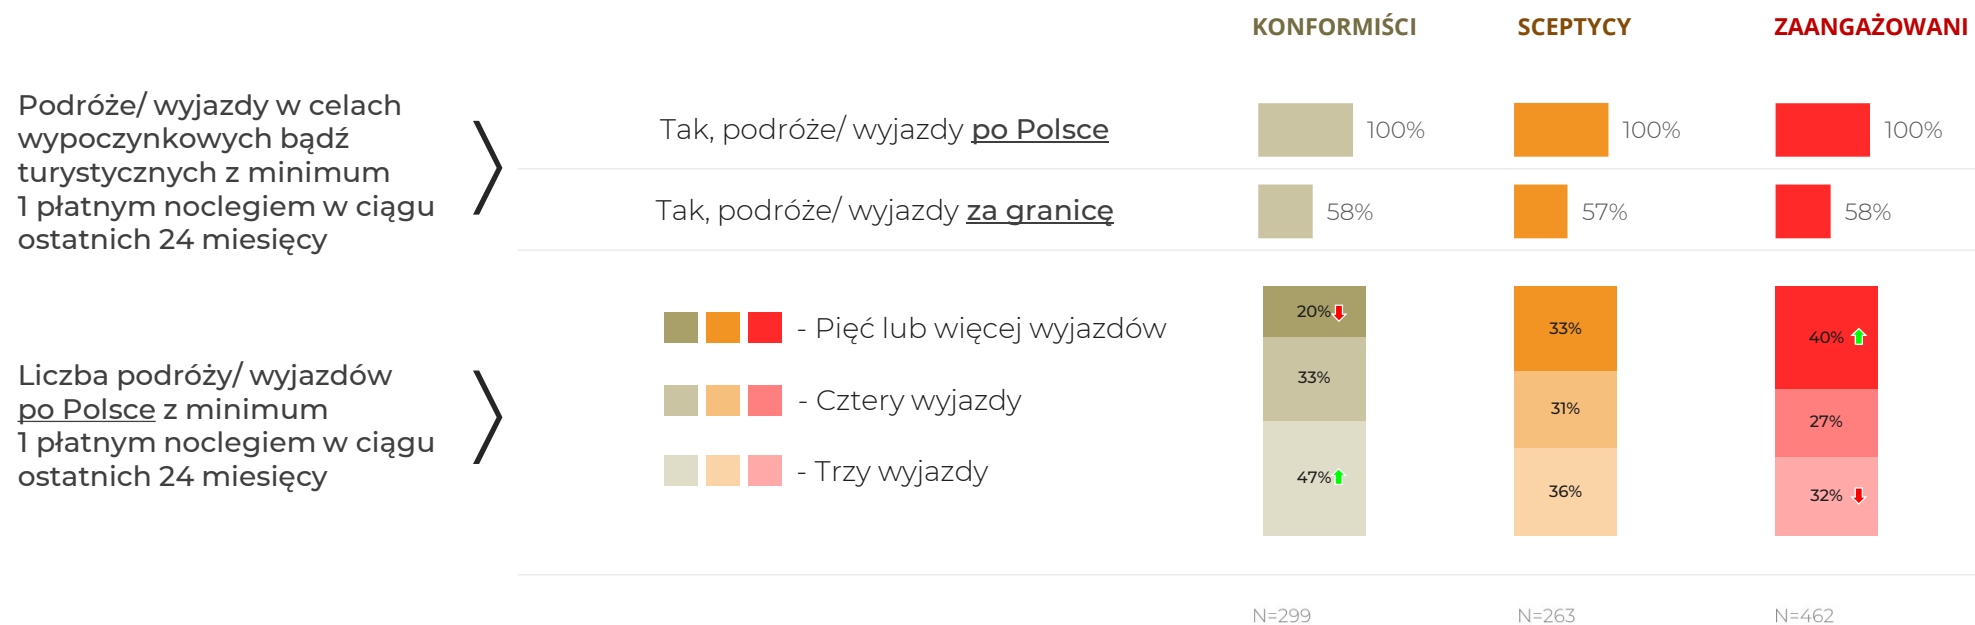 KONFORMIŚCI SCEPTYCY ZAANGAŻOWANI
Podróże/ wyjazdy w celach
wypoczynkowych bądź
turystycznych z minimum
1 płatnym noclegiem w ciągu
ostatnich 24 miesięcy
Tak, podróże/ wyjazdy po Polsce 100% 100% 100%
Tak, podróże/ wyjazdy za granicę 58% 57% 58%
Liczba podróży/ wyjazdów
po Polsce z minimum
1 płatnym noclegiem w ciągu
ostatnich 24 miesięcy
- Pięć lub więcej wyjazdów 20% 33% 40%
- Cztery wyjazdy 33% 31% 27%
- Trzy wyjazdy 47% 36% 32%
N=299 N=263 N=462